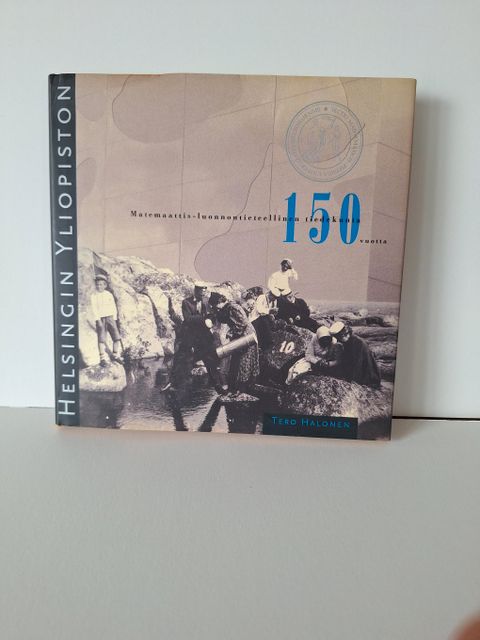 HELSINGIN YLIOPISTON
Matemaattis-luonnontieteellinen tiedekunta
150
vuotta
10
TERO HALONEN